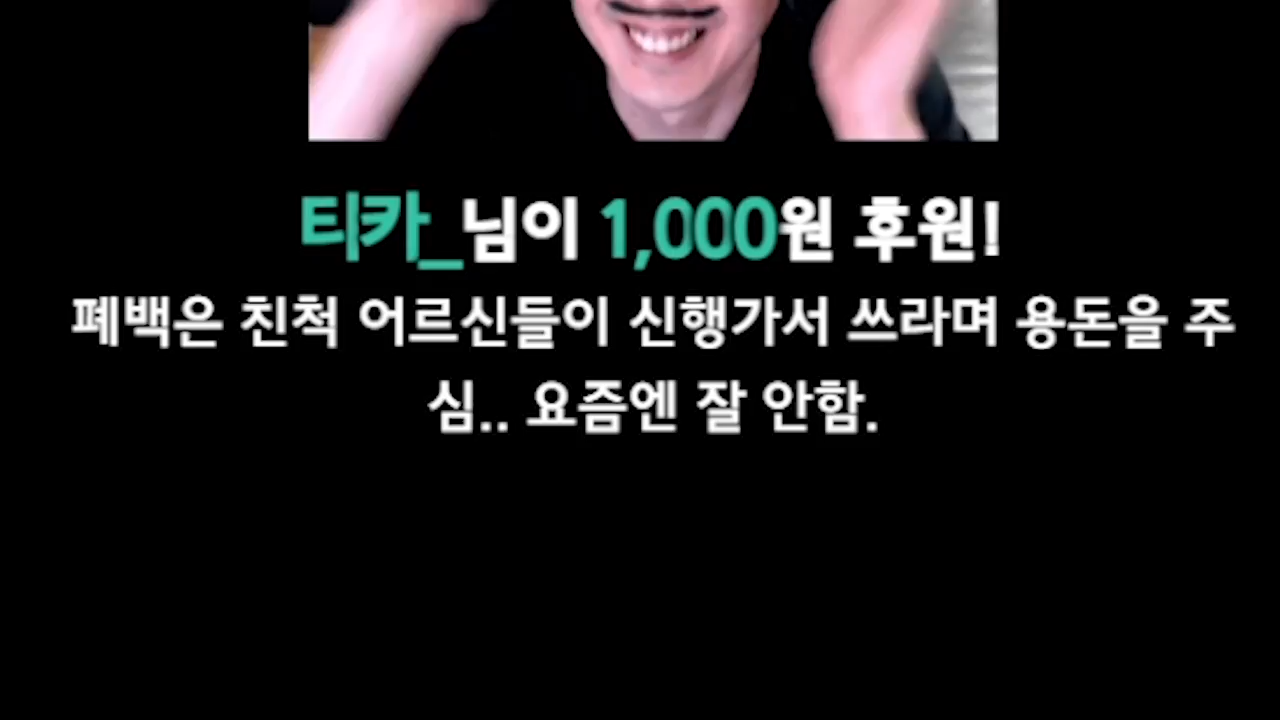 티카_님이 1,000원 후원!
폐백은 친척 어르신들이 신행가서 쓰라며 용돈을 주
심.. 요즘엔 잘 안함.